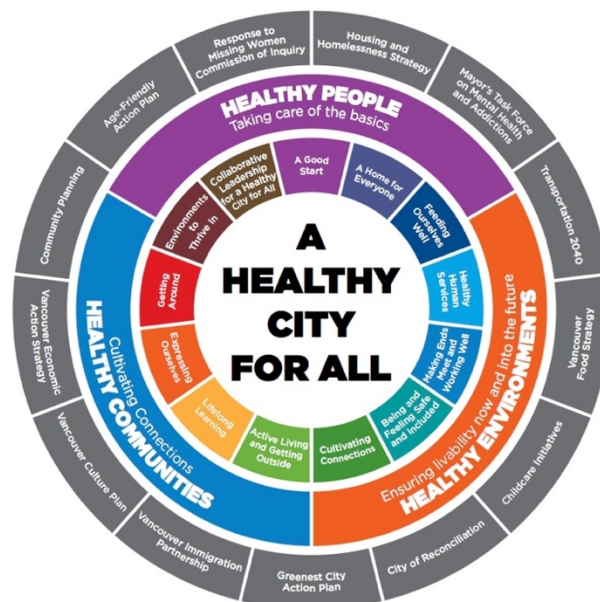 A
HEALTHY
CITY
FOR ALL
HEALTHY PEOPLE
Taking care of the basics
Ensuring livability now and into the future
HEALTHY ENVIRONMENTS
Cultivating Connections
HEALTHY COMMUNITIES
A Good
Start
A Home for
Everyone
Feeding
Ourselves
Well
Healthy
Human
Services
Making Ends
Meet and
Working Well
Being and
Feeling Safe
and Included
Cultivating
Connections
Active Living
and Getting
Outside
Lifelong
Learning
Expressing
Ourselves
Getting
Around
Environments
to
Thrive in
Collaborative
Leadership
for a Healthy
City for All
Response to
Missing Women
Commission of Inquiry
Housing and
Homelessness Strategy
Mayor's Task Force
on Mental Health
and Addictions
Transportation 2040
Vancouver
Food Strategy
Childcare Initiatives
City of Reconciliation
Greenest City
Action Plan
Vancouver Immigration
Partnership
Vancouver Culture Plan
Vancouver Economic
Action Strategy
Community Planning
Age-Friendly
Action Plan